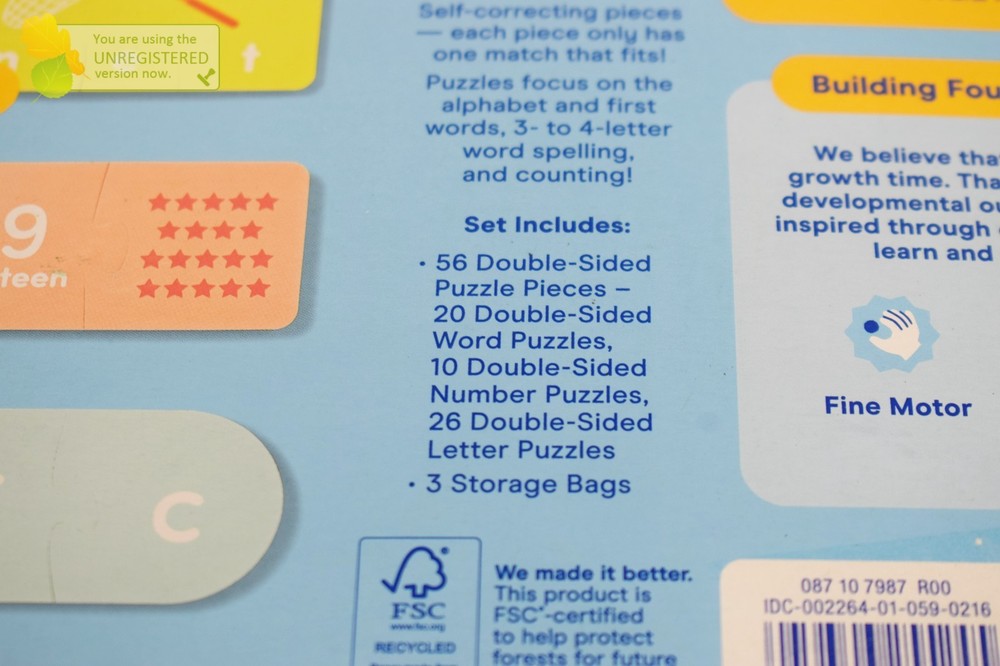 You are using the
UNREGISTERED
version now.
t
9
teen
C
Self-correcting pieces
— each piece only has
one match that fits!
Puzzles focus on the
alphabet and first
words, 3- to 4-letter
word spelling,
and counting!
Set Includes:
• 56 Double-Sided
Puzzle Pieces –
20 Double-Sided
Word Puzzles,
10 Double-Sided
Number Puzzles,
26 Double-Sided
Letter Puzzles
• 3 Storage Bags
FSC
www.fsc.org
RECYCLED
We made it better.
This product is
FSC®-certified
to help protect
forests for future
Building Fou
We believe tha
growth time. Tha
developmental ou
inspired through
learn and
Fine Motor
087 10 7987 R00
IDC-002264-01-059-0216